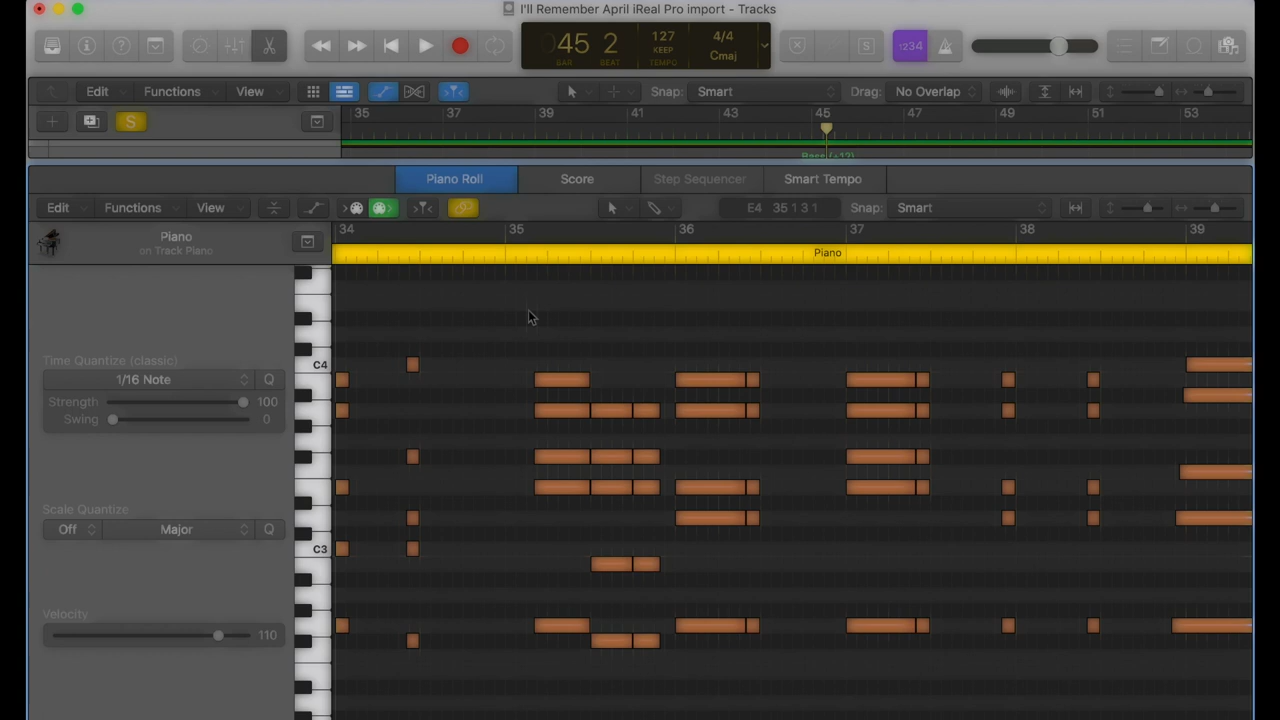 I'll Remember April iReal Pro import - Tracks
45 2 127 4/4
KEEP Cmaj
BAR BEAT TEMPO
1234
Edit Functions View Snap: Smart Drag: No Overlap
S
35 37 39 41 43 45 47 49 51 53
Bass (+12)
Piano Roll Score Step Sequencer Smart Tempo
Edit Functions View E4 35 1 3 1 Snap: Smart
Piano
on Track Piano
34 35 36 37 38 39
Piano
Time Quantize (classic)
1/16 Note Q
Strength 100
Swing 0
Scale Quantize
Off Major Q
Velocity
110
C4
C3